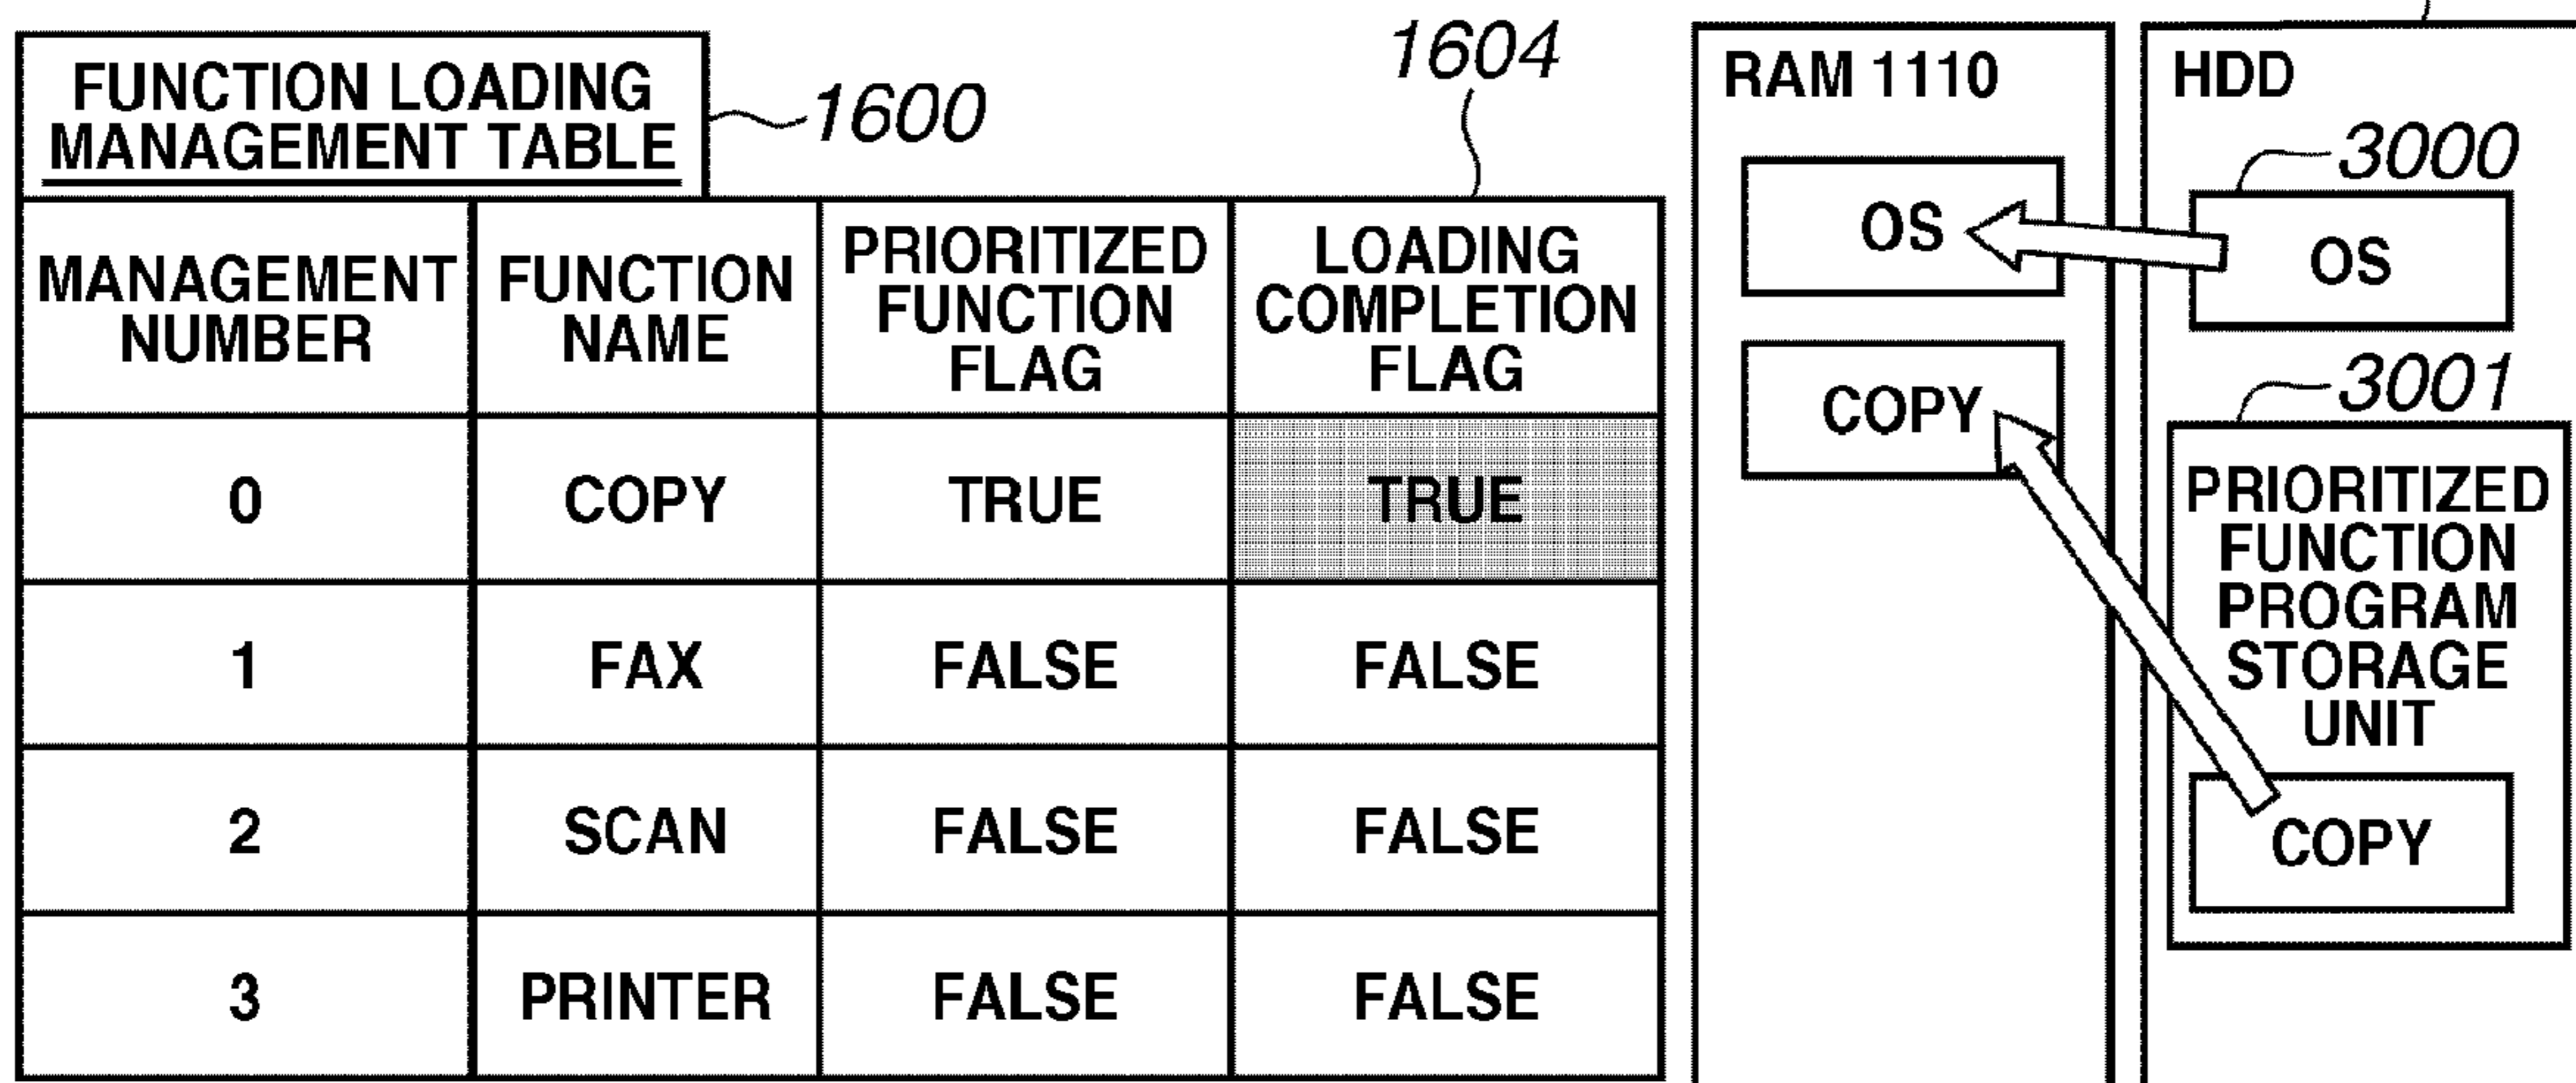 FUNCTION LOADING
MANAGEMENT TABLE
1600
1604
MANAGEMENT
NUMBER
FUNCTION
NAME
PRIORITIZED
FUNCTION
FLAG
LOADING
COMPLETION
FLAG
0
COPY
TRUE
TRUE
1
FAX
FALSE
FALSE
2
SCAN
FALSE
FALSE
3
PRINTER
FALSE
FALSE
RAM 1110
OS
COPY
HDD
3000
OS
3001
PRIORITIZED
FUNCTION
PROGRAM
STORAGE
UNIT
COPY